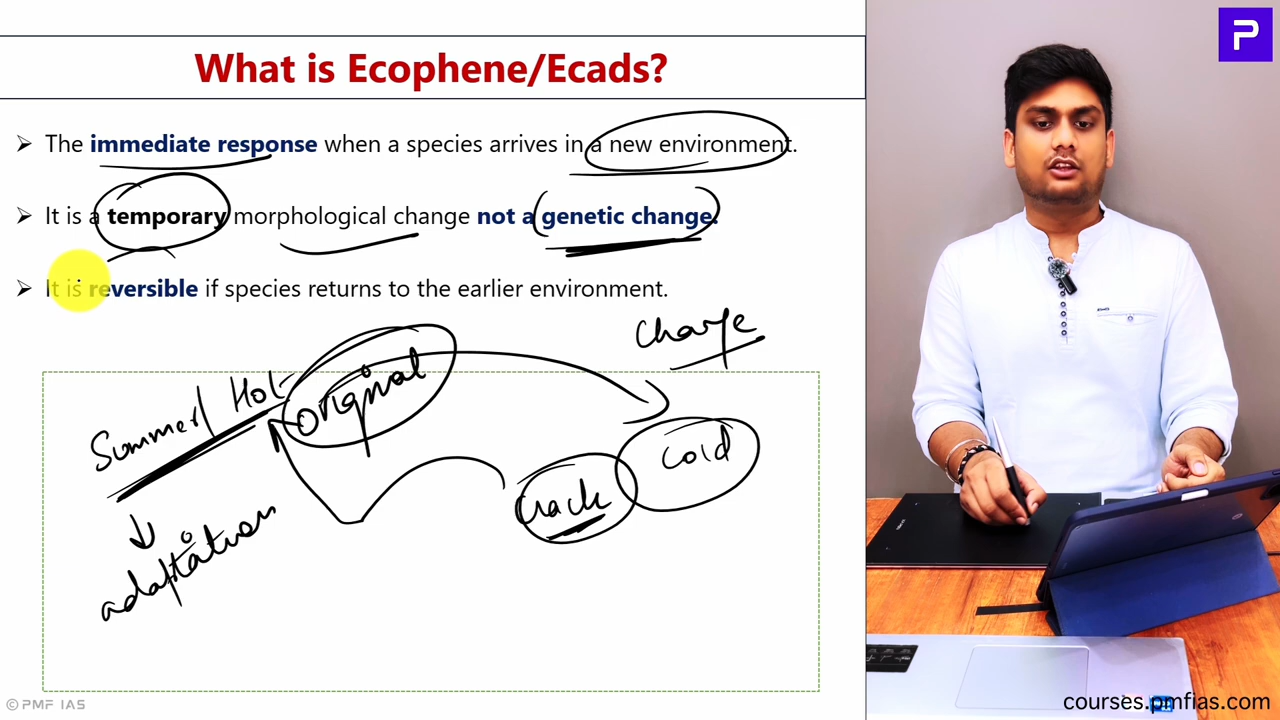 What is Ecophene/Ecads?
➢ The immediate response when a species arrives in a new environment.
➢ It is a temporary morphological change not a genetic change.
➢ It is reversible if species returns to the earlier environment.
Change
Summer/ Hot
original
cold
crack
adaptation
© PMF IAS
P
courses.pmfias.org/